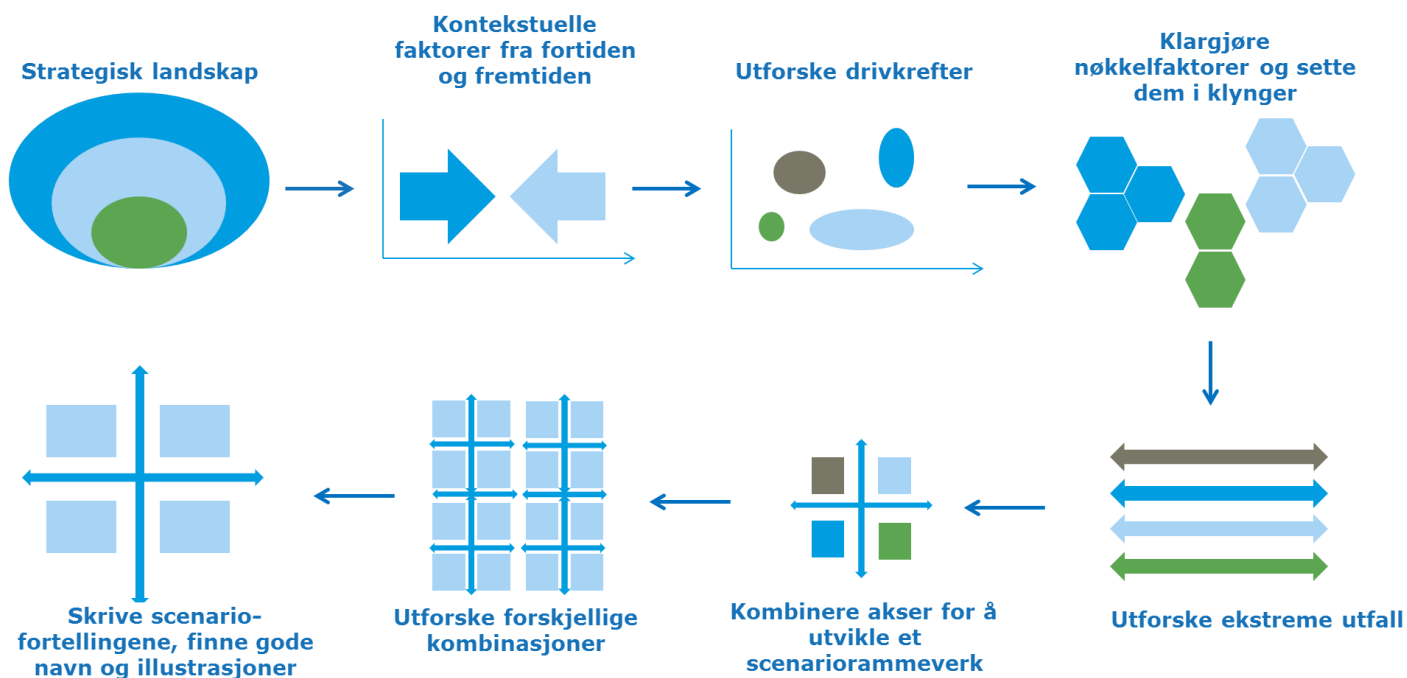 Strategisk landskap
Kontekstuelle
faktorer fra fortiden
og fremtiden
Utforske drivkrefter
Klargjøre
nøkkelfaktorer og sette
dem i klynger
Utforske ekstreme utfall
Kombinere akser for å
utvikle et
scenariorammeverk
Utforske forskjellige
kombinasjoner
Skrive scenario-
fortellingene, finne gode
navn og illustrasjoner